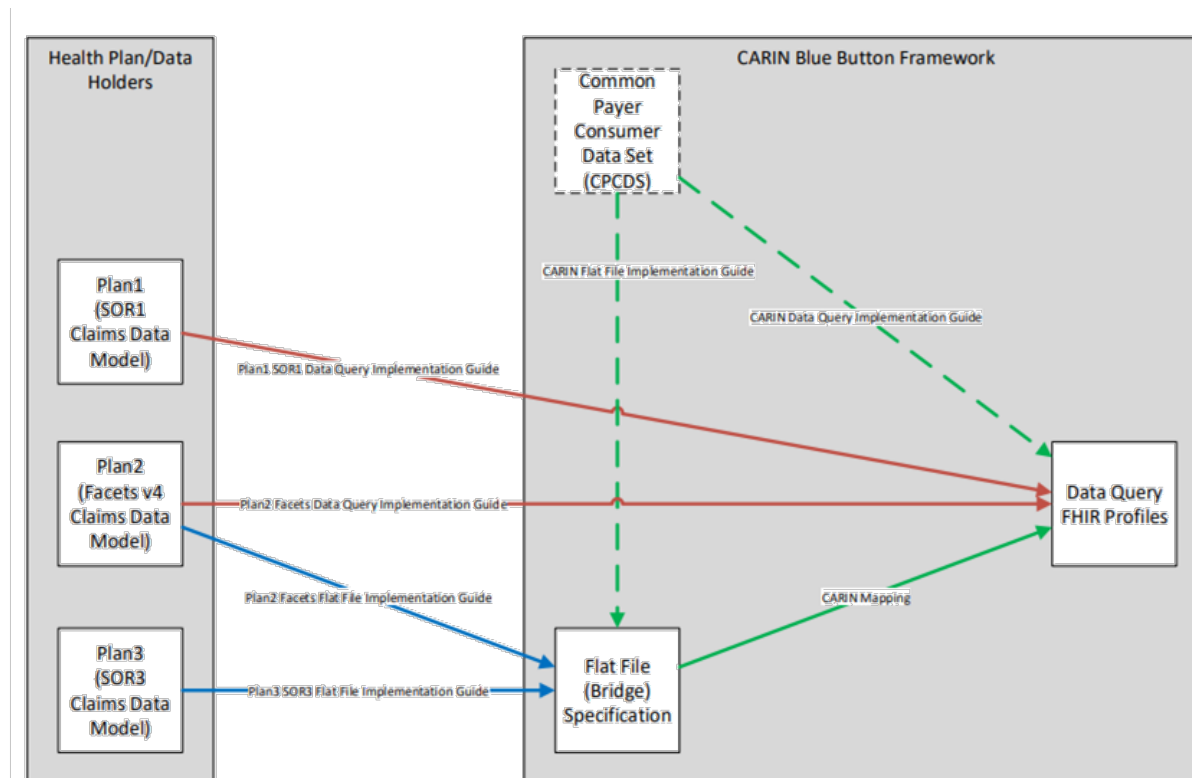 Health Plan/Data
Holders
CARIN Blue Button Framework
Common
Payer
Consumer
Data Set
(CPCDS)
CARIN Flat File Implementation Guide
CARIN Data Query Implementation Guide
Plan1
(SOR1
Claims Data
Model)
Plan1 SOR1 Data Query Implementation Guide
Plan2
(Facets v4
Claims Data
Model)
Plan2 Facets Data Query Implementation Guide
Data Query
FHIR Profiles
Plan2 Facets Flat File Implementation Guide
CARIN Mapping
Plan3
(SOR3
Claims Data
Model)
Plan3 SOR3 Flat File Implementation Guide
Flat File
(Bridge)
Specification